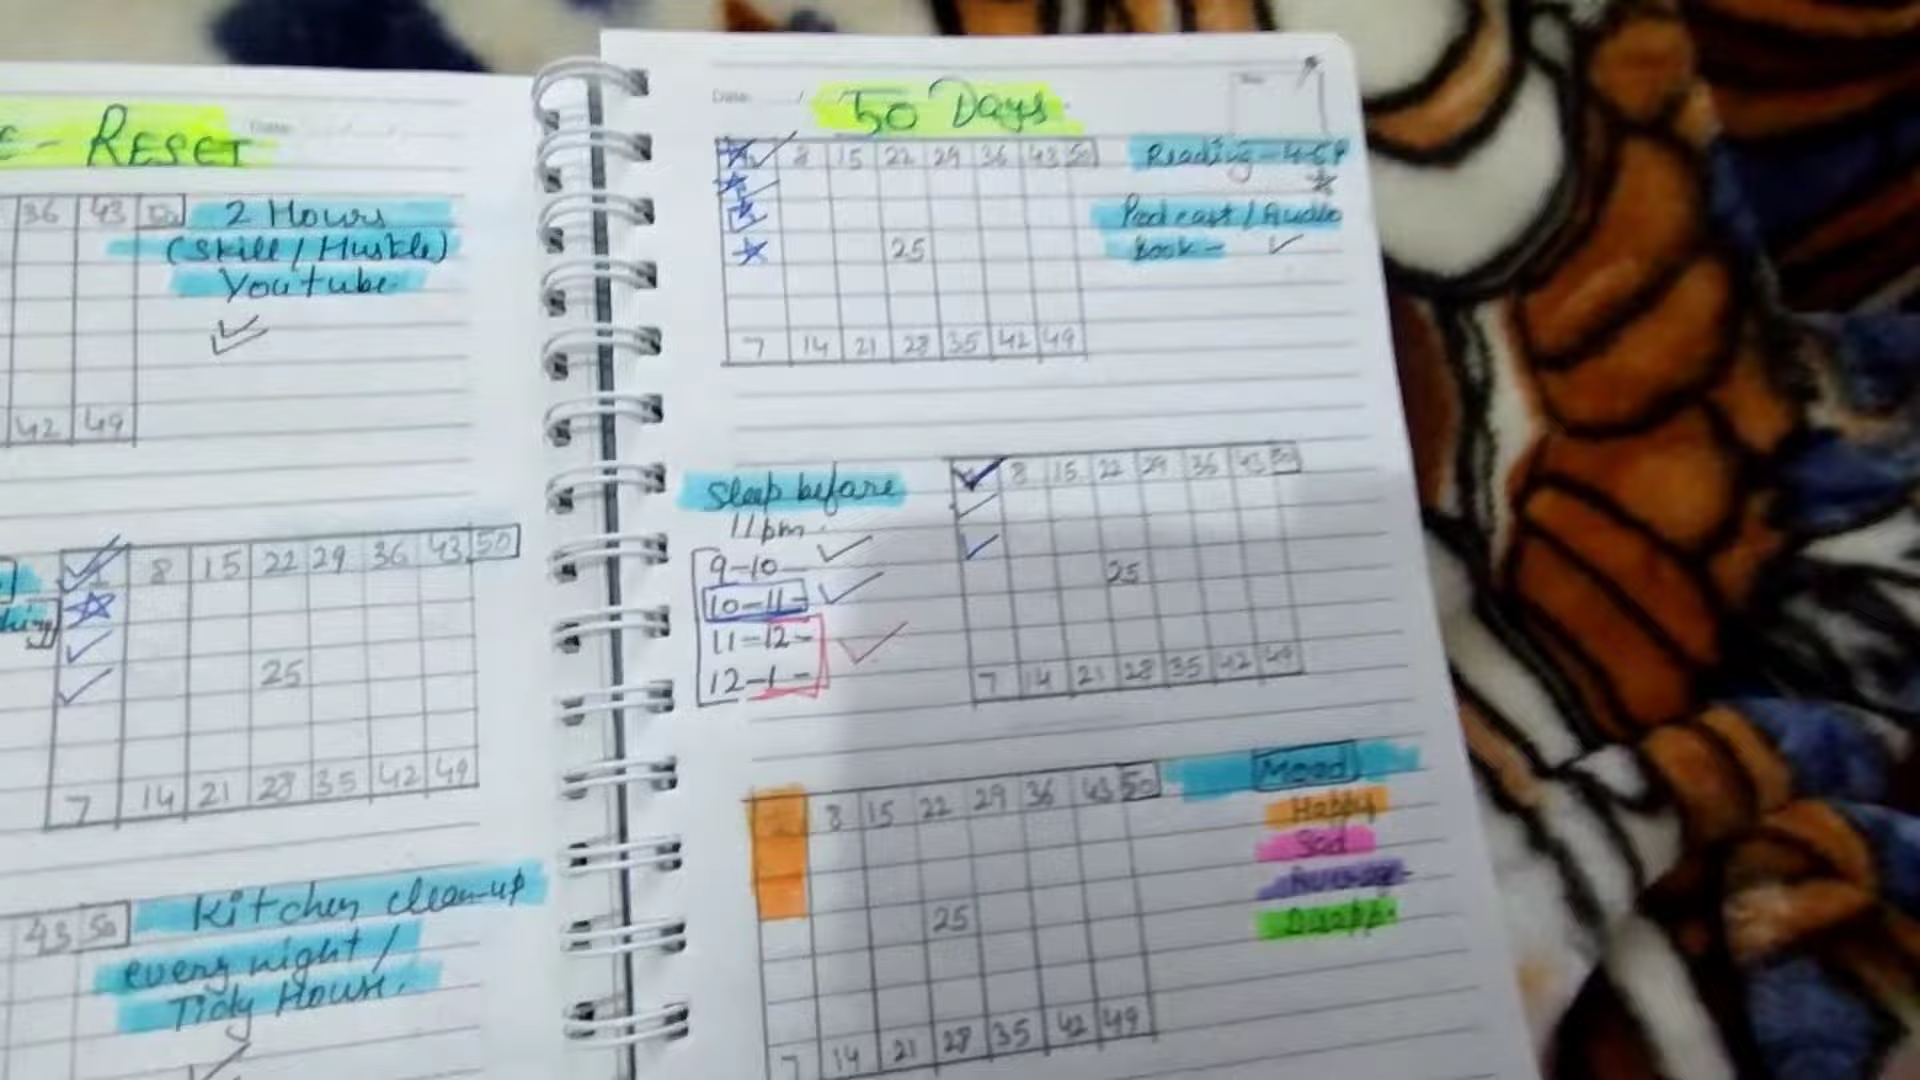 - RESET
36 43 50
2 Hours
(Skill / Hustle)
Youtube
42 49
8 15 22 29 36 43 50
25
7 14 21 28 35 42 49
43 50
Kitchen clean-up
every night /
Tidy House.
Date:
50 Days
8 15 22 29 36 43 50
Reading -
Podcast / Audio
Book -
25
7 14 21 28 35 42 49
Sleep before
11pm
9-10
10-11-
11-12-
12-1-
8 15 22 29 36 43 50
25
7 14 21 28 35 42 49
8 15 22 29 36 43 50
Mood
Happy
Sad
25
7 14 21 28 35 42 49